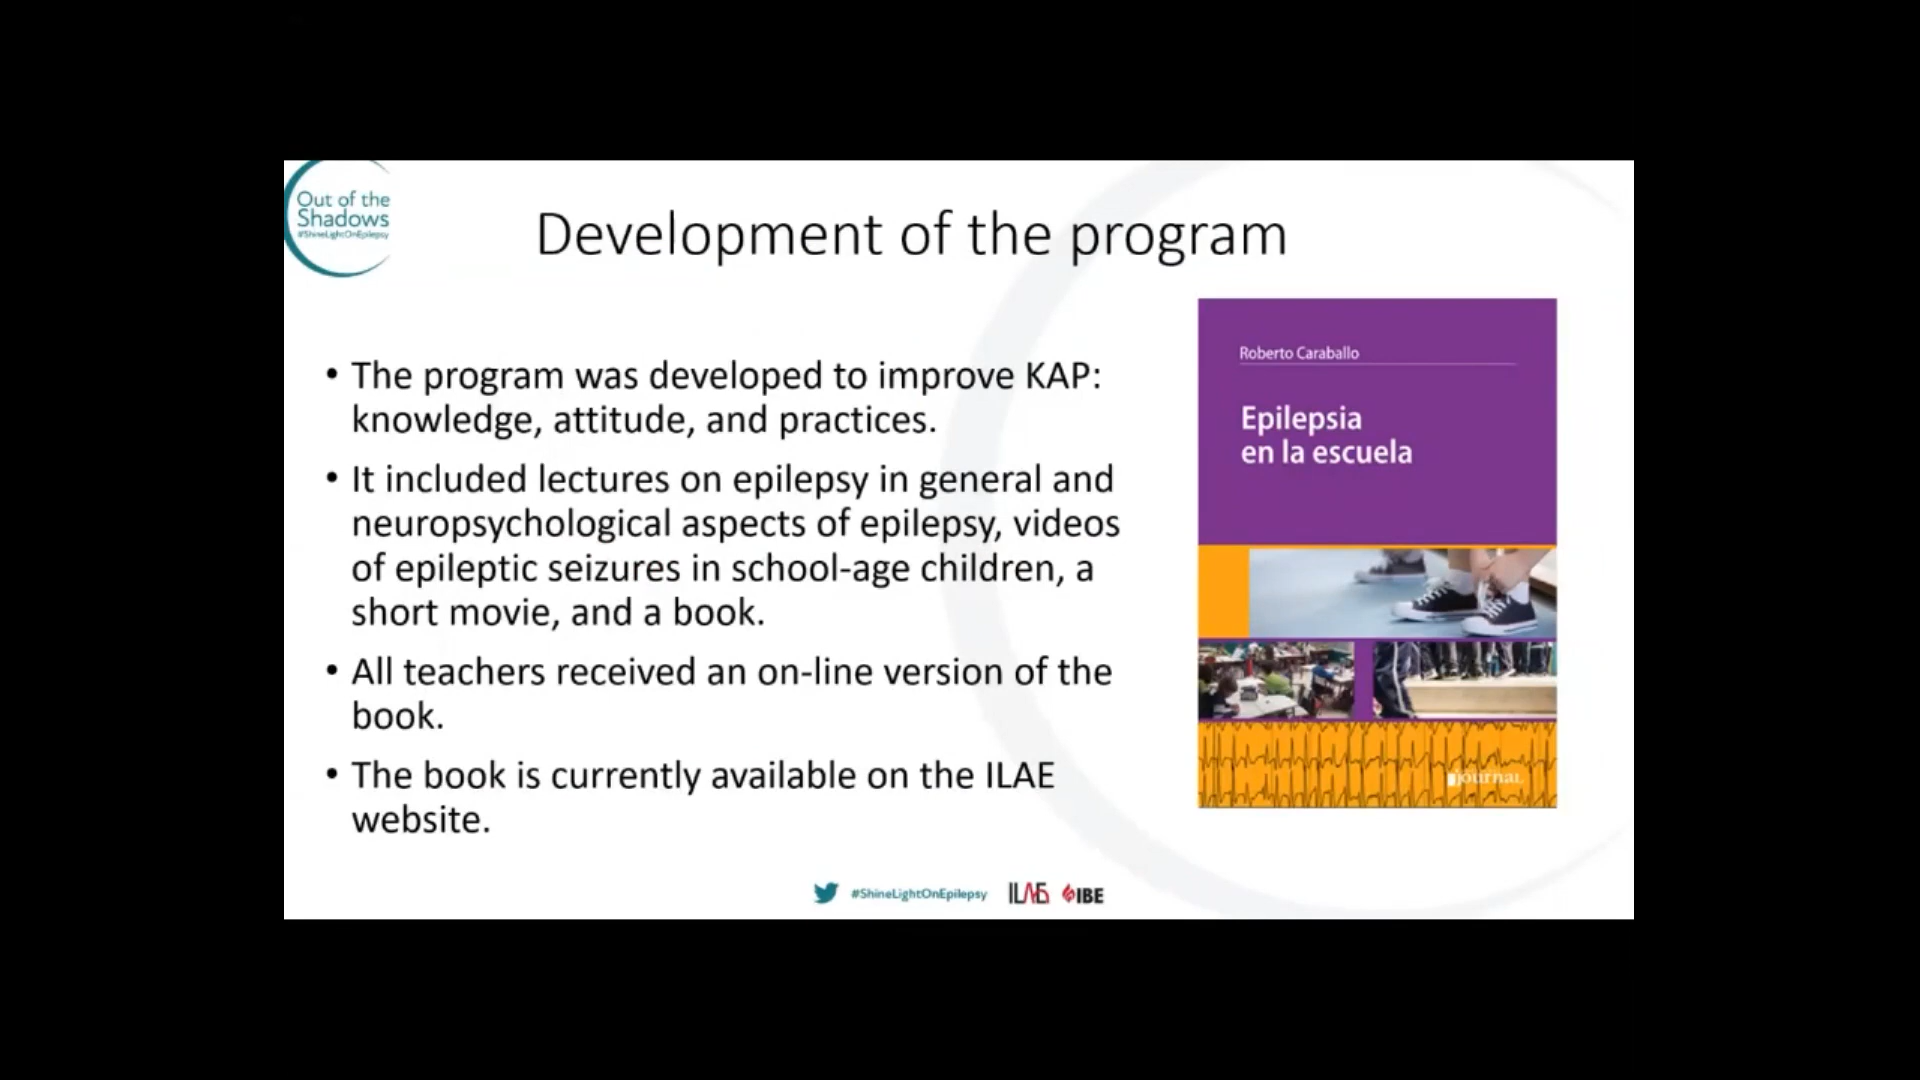 Out of the
Shadows
#ShineLightOnEpilepsy
Development of the program
• The program was developed to improve KAP:
knowledge, attitude, and practices.
• It included lectures on epilepsy in general and
neuropsychological aspects of epilepsy, videos
of epileptic seizures in school-age children, a
short movie, and a book.
• All teachers received an on-line version of the
book.
• The book is currently available on the ILAE
website.
Roberto Caraballo
Epilepsia
en la escuela
journal
#ShineLightOnEpilepsy ILAE IBE